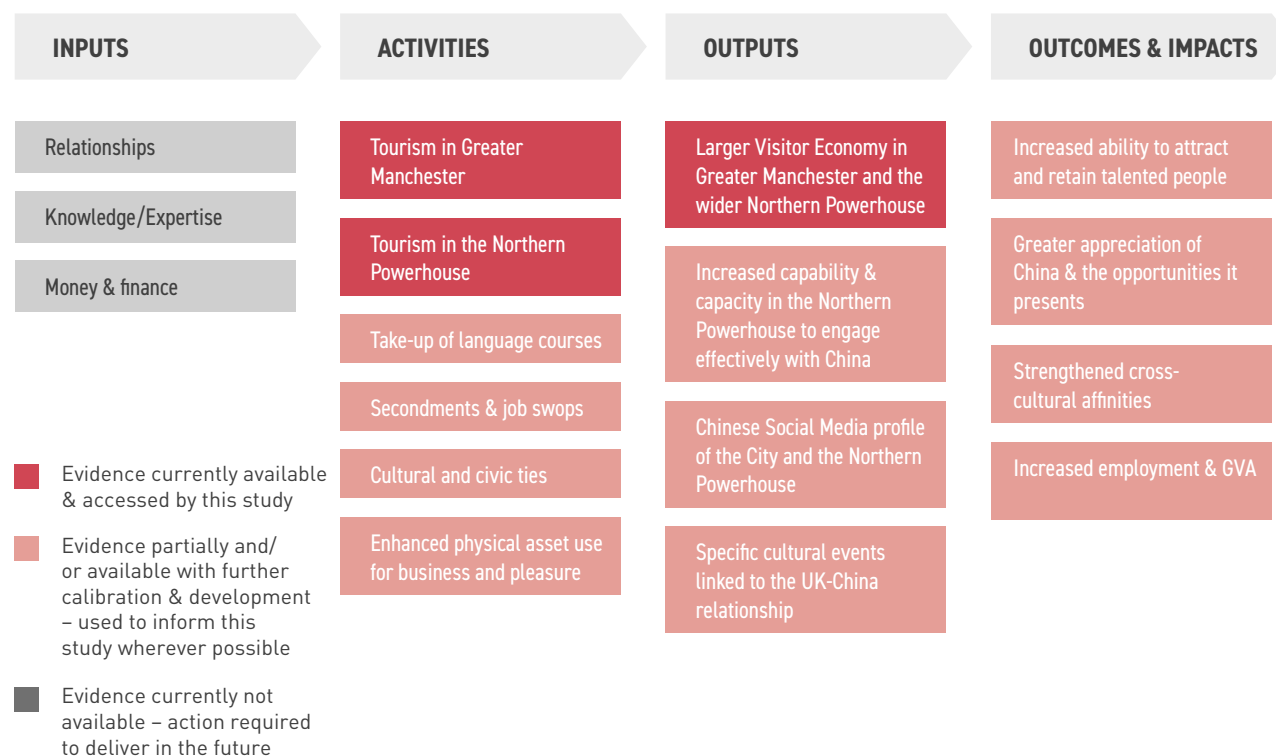 INPUTS
ACTIVITIES
OUTPUTS
OUTCOMES & IMPACTS
Relationships
Knowledge/Expertise
Money & finance
Tourism in Greater
Manchester
Tourism in the Northern
Powerhouse
Take-up of language courses
Secondments & job swops
Cultural and civic ties
Enhanced physical asset use
for business and pleasure
Larger Visitor Economy in
Greater Manchester and the
wider Northern Powerhouse
Increased capability &
capacity in the Northern
Powerhouse to engage
effectively with China
Chinese Social Media profile
of the City and the Northern
Powerhouse
Specific cultural events
linked to the UK-China
relationship
Increased ability to attract
and retain talented people
Greater appreciation of
China & the opportunities it
presents
Strengthened cross-
cultural affinities
Increased employment & GVA
Evidence currently available
& accessed by this study
Evidence partially and/
or available with further
calibration & development
– used to inform this
study wherever possible
Evidence currently not
available – action required
to deliver in the future